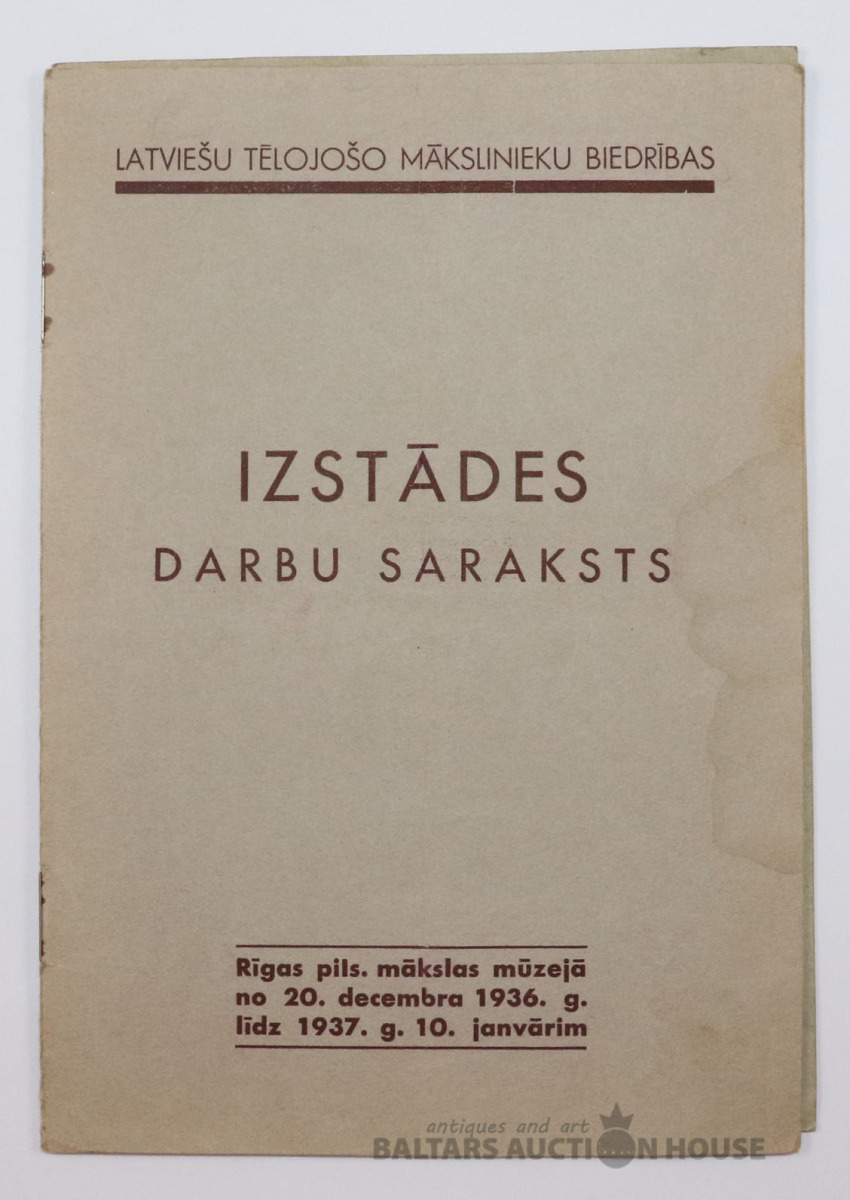 LATVIEŠU TĒLOJOŠO MĀKSLINIEKU BIEDRĪBAS
IZSTĀDES
DARBU SARAKSTS
Rīgas pils. mākslas mūzejā
no 20. decembra 1936. g.
līdz 1937. g. 10. janvārim
antiques and art
BALTARS AUCTION HOUSE